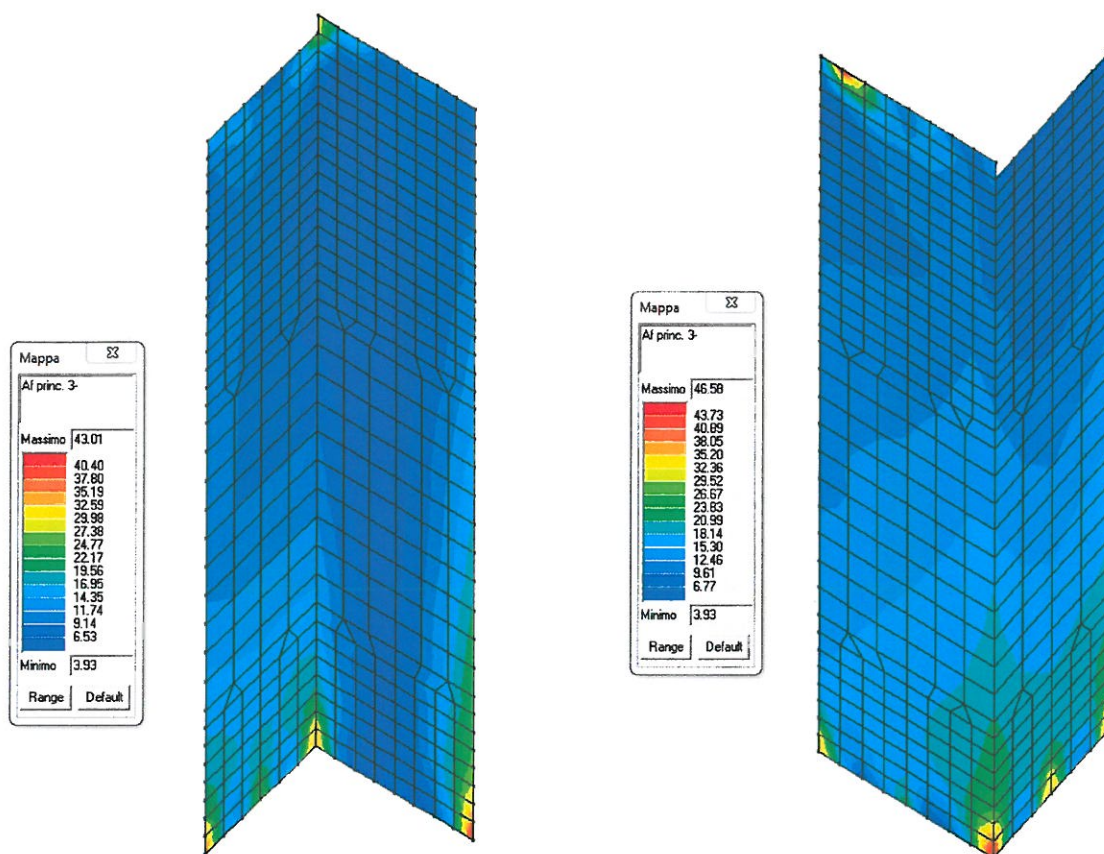 Mappa
Af princ. 3-
Massimo 43.01
40.40
37.80
35.19
32.59
29.98
27.38
24.77
22.17
19.56
16.95
14.35
11.74
9.14
6.53
Minimo 3.93
Range Default
Mappa
Af princ. 3-
Massimo 46.58
43.73
40.89
38.05
35.20
32.36
29.52
26.67
23.83
20.99
18.14
15.30
12.46
9.61
6.77
Minimo 3.93
Range Default